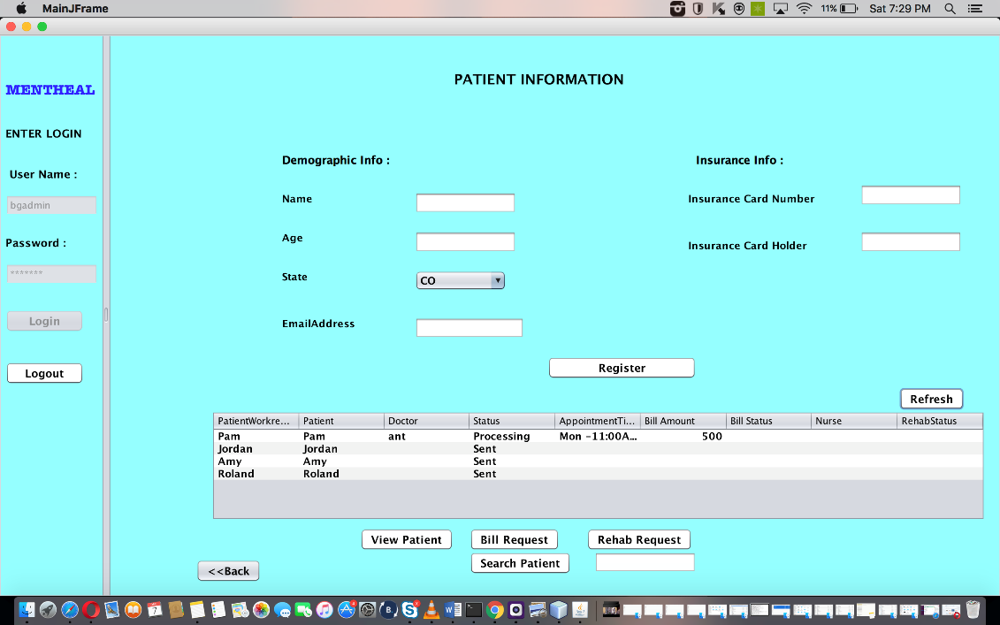 MainJFrame 11% Sat 7:29 PM
MENTHEAL
PATIENT INFORMATION
ENTER LOGIN
User Name :
bgadmin
Password :
*******
Login
Logout
Demographic Info :
Name
Age
State CO
EmailAddress
Insurance Info :
Insurance Card Number
Insurance Card Holder
Register
Refresh
PatientWorkre... Patient Doctor Status AppointmentTi... Bill Amount Bill Status Nurse RehabStatus
Pam Pam ant Processing Mon -11:00A... 500
Jordan Jordan Sent
Amy Amy Sent
Roland Roland Sent
View Patient Bill Request Rehab Request
Search Patient
<<Back